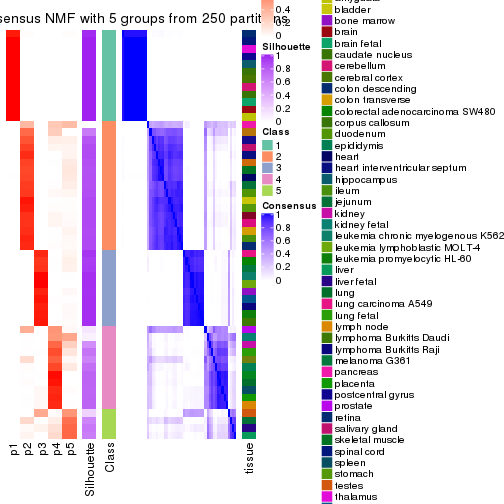 sensus NMF with 5 groups from 250 partitions
0.4
0.2
0
Silhouette
1
0.8
0.6
0.4
0.2
0
Class
1
2
3
4
5
Consensus
1
0.8
0.6
0.4
0.2
0
p1
p2
p3
p4
p5
Silhouette
Class
tissue
bladder
bone marrow
brain
brain fetal
caudate nucleus
cerebellum
cerebral cortex
colon descending
colon transverse
colorectal adenocarcinoma SW480
corpus callosum
duodenum
epididymis
heart
heart interventricular septum
hippocampus
ileum
jejunum
kidney
kidney fetal
leukemia chronic myelogenous K562
leukemia lymphoblastic MOLT-4
leukemia promyelocytic HL-60
liver
liver fetal
lung
lung carcinoma A549
lung fetal
lymph node
lymphoma Burkitts Daudi
lymphoma Burkitts Raji
melanoma G361
pancreas
placenta
postcentral gyrus
prostate
retina
salivary gland
skeletal muscle
spinal cord
spleen
stomach
testes
thalamus